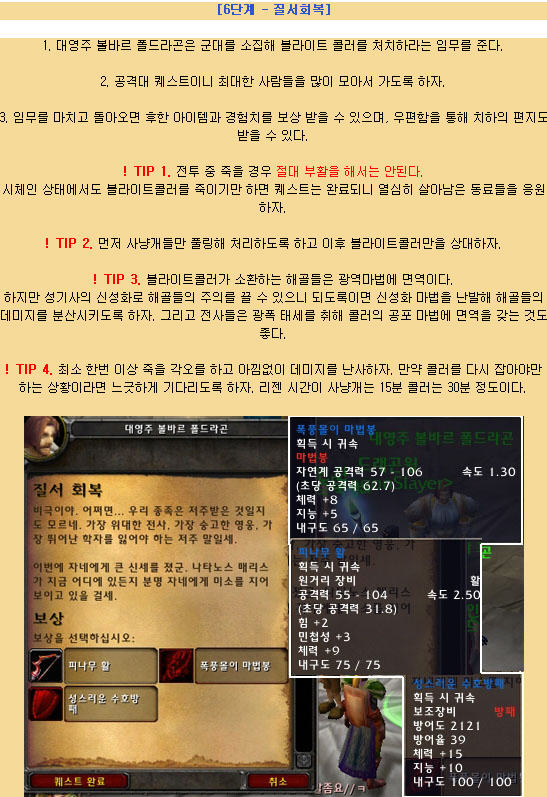 [6단계 - 질서회복]
1. 대영주 볼바르 폴드라곤은 군대를 소집해 블라이트 콜러를 처치하라는 임무를 준다.
2. 공격대 퀘스트이니 최대한 사람들을 많이 모아서 가도록 하자.
3. 임무를 마치고 돌아오면 후한 아이템과 경험치를 보상 받을 수 있으며, 우편함을 통해 치하의 편지도
받을 수 있다.
! TIP 1. 전투 중 죽을 경우 절대 부활을 해서는 안된다.
시체인 상태에서도 블라이트콜러를 죽이기만 하면 퀘스트는 완료되니 열심히 살아남은 동료들을 응원
하자.
! TIP 2. 먼저 사냥개들만 풀링해 처리하도록 하고 이후 블라이트콜러만을 상대하자.
! TIP 3. 블라이트콜러가 소환하는 해골들은 광역마법에 면역이다.
하지만 성기사의 신성화로 해골들의 주의를 끌 수 있으니 되도록이면 신성화 마법을 난발해 해골들의
데미지를 분산시키도록 하자. 그리고 전사들은 광폭 태세를 취해 콜러의 공포 마법에 면역을 갖는 것도
좋다.
! TIP 4. 최소 한번 이상 죽을 각오를 하고 아낌없이 데미지를 난사하자. 만약 콜러를 다시 잡아야만
하는 상황이라면 느긋하게 기다리도록 하자. 리젠 시간이 사냥개는 15분 콜러는 30분 정도이다.
대영주 볼바르 폴드라곤
질서 회복
비극이야. 어쩌면... 우리 종족은 저주받은 것일지
도 모르네. 가장 위대한 전사, 가장 숭고한 영웅, 가
장 뛰어난 학자를 잃어야 하는 저주 말일세.
이번에 자네에게 큰 신세를 졌군. 나타노스 매리스
가 지금 어디에 있든지 분명 자네에게 미소를 지어
보이고 있을 걸세.
보상
보상을 선택하십시오:
피나무 활
폭풍몰이 마법봉
성스러운 수호방
패
퀘스트 완료
취소
폭풍몰이 마법봉
획득 시 귀속
마법봉
자연계 공격력 57 - 106 속도 1.30
(초당 공격력 62.7)
체력 +8
지능 +5
내구도 65 / 65
피나무 활
획득 시 귀속
원거리 장비 활
공격력 55 - 104 속도 2.50
(초당 공격력 31.8)
힘 +2
민첩성 +3
체력 +9
내구도 75 / 75
성스러운 수호방패
획득 시 귀속
보조장비 방패
방어도 2121
방어율 39
체력 +15
지능 +10
내구도 100 / 100